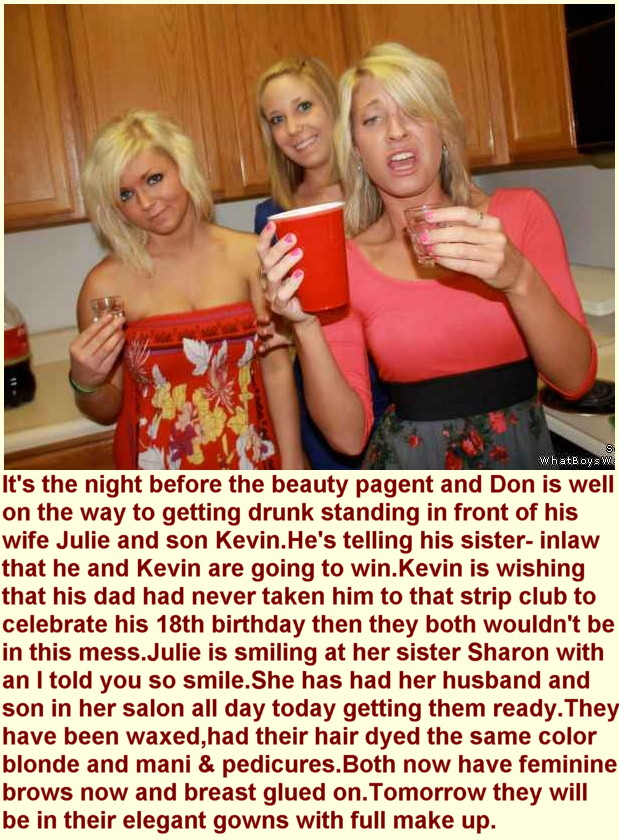 S
WhatBoysW
It's the night before the beauty pagent and Don is well
on the way to getting drunk standing in front of his
wife Julie and son Kevin.He's telling his sister- inlaw
that he and Kevin are going to win.Kevin is wishing
that his dad had never taken him to that strip club to
celebrate his 18th birthday then they both wouldn't be
in this mess.Julie is smiling at her sister Sharon with
an I told you so smile.She has had her husband and
son in her salon all day today getting them ready.They
have been waxed,had their hair dyed the same color
blonde and mani & pedicures.Both now have feminine
brows now and breast glued on.Tomorrow they will
be in their elegant gowns with full make up.